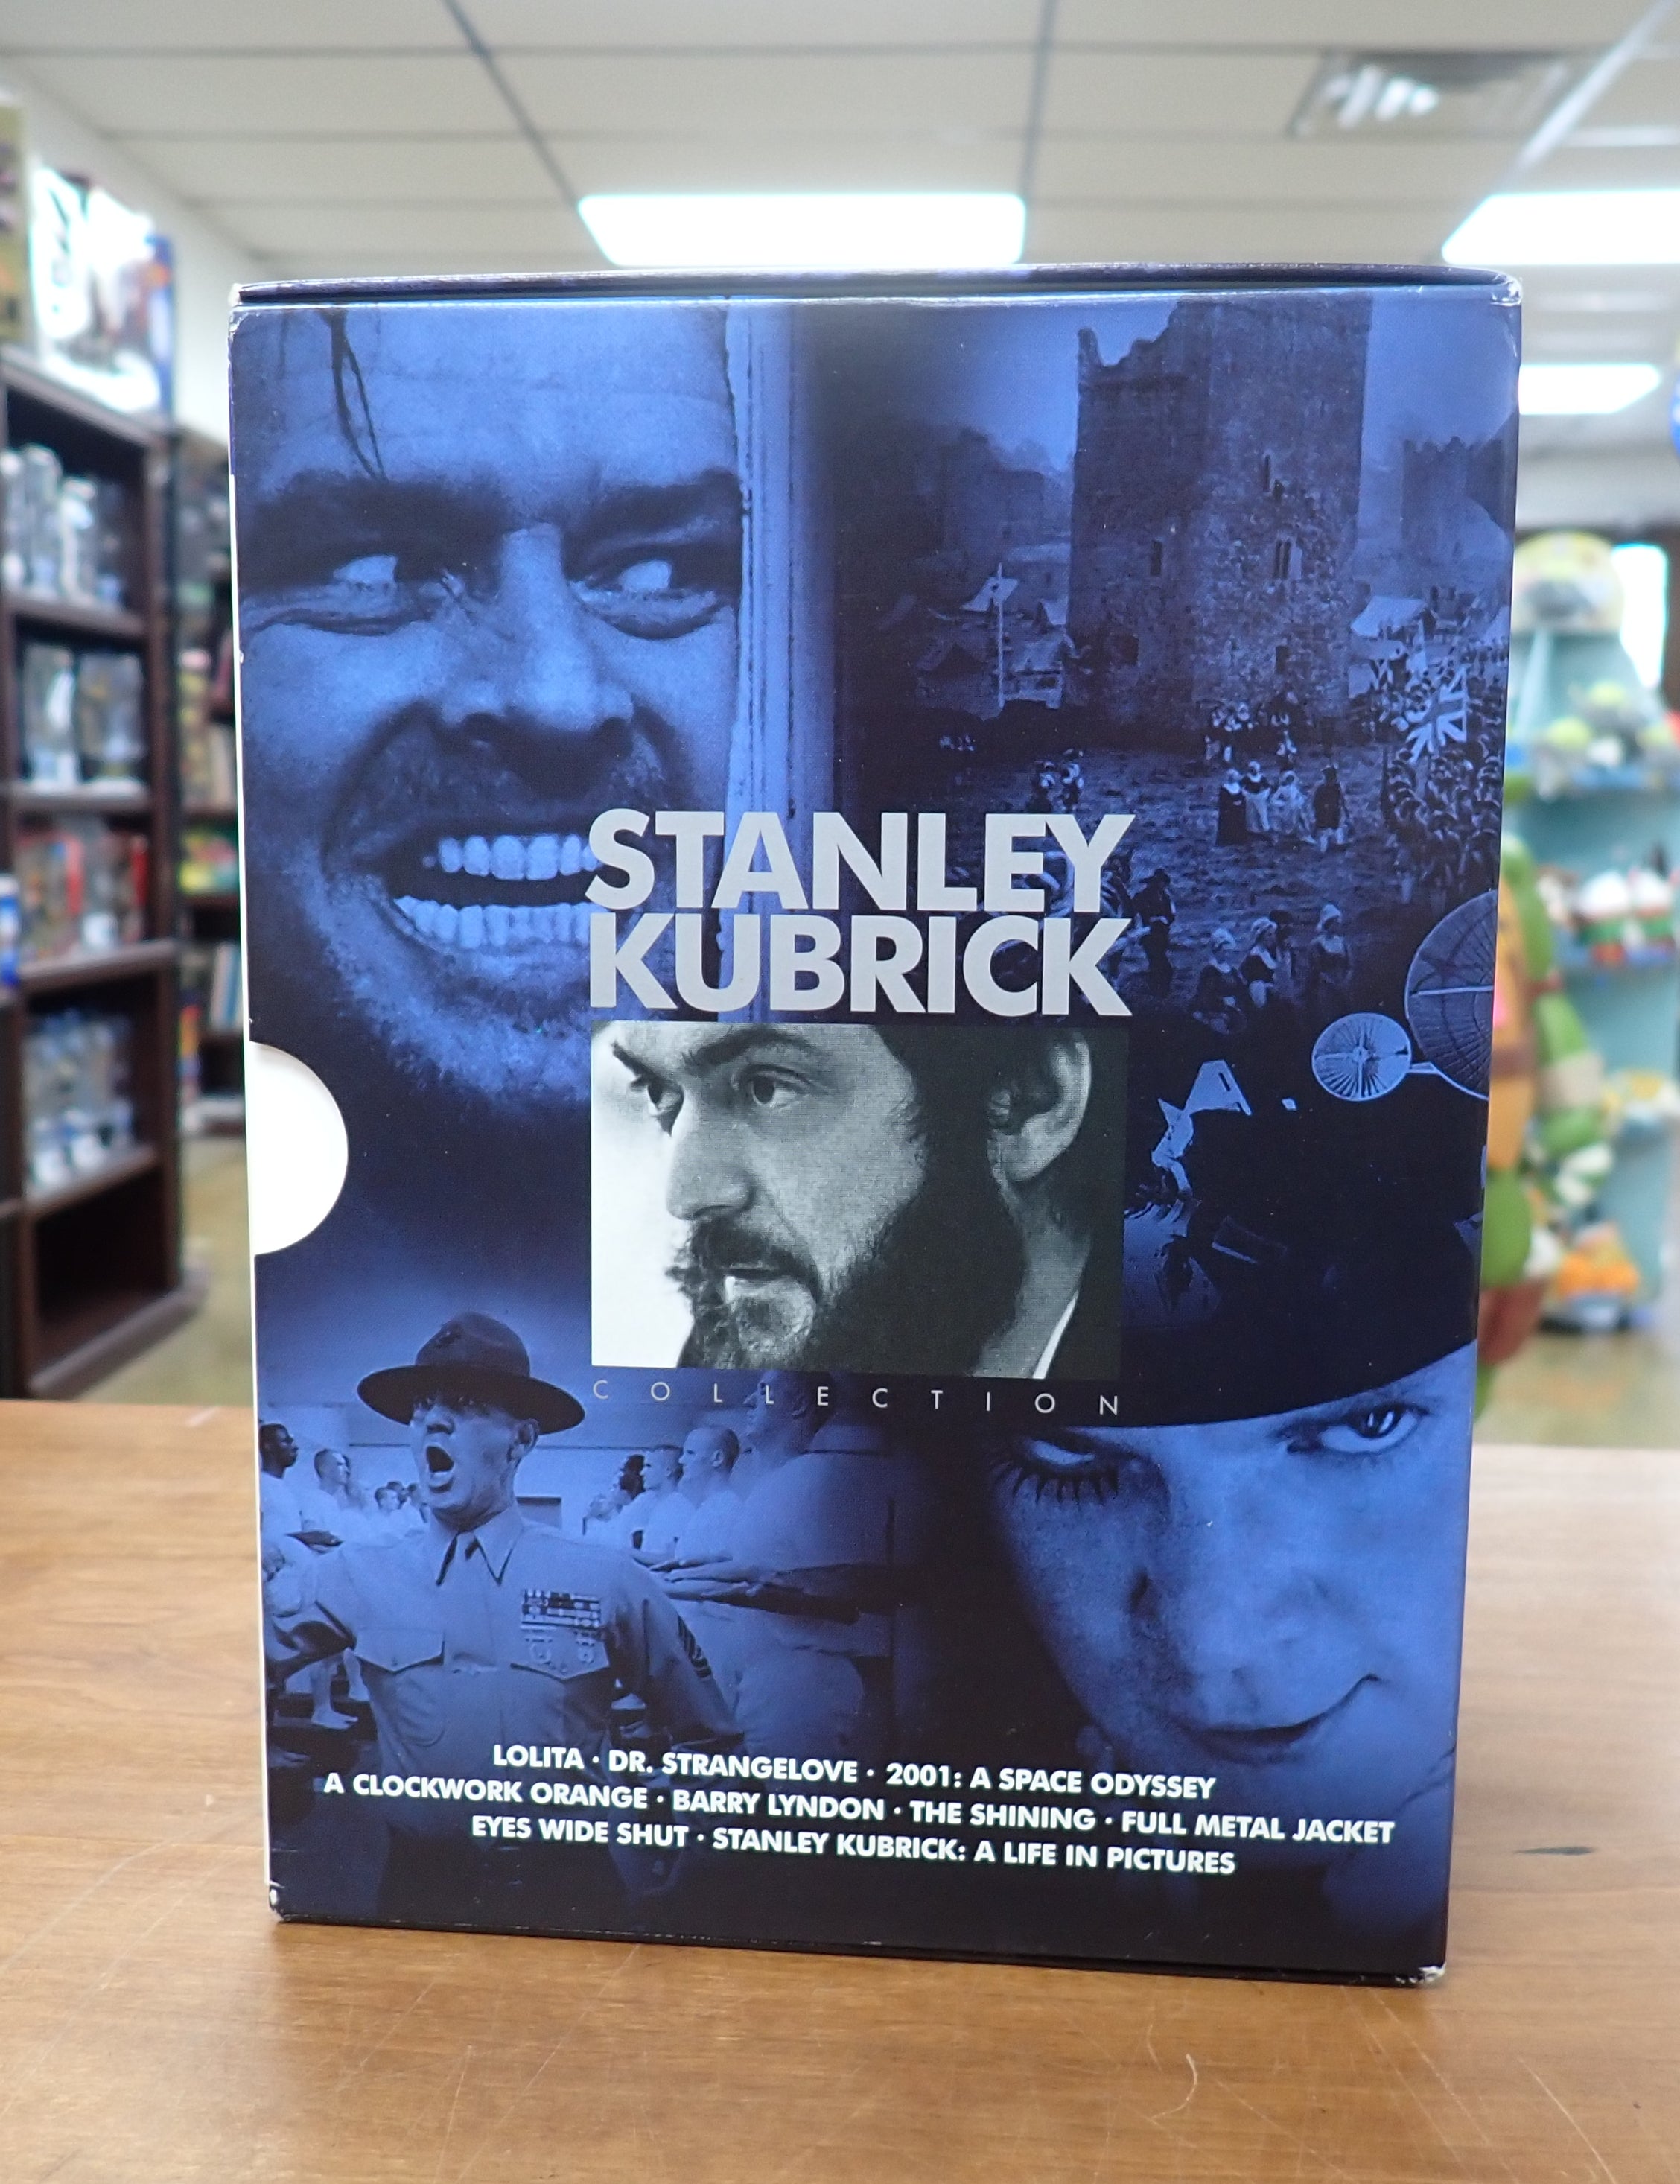 STANLEY
KUBRICK
COLLECTION
LOLITA · DR. STRANGELOVE · 2001: A SPACE ODYSSEY
A CLOCKWORK ORANGE · BARRY LYNDON · THE SHINING · FULL METAL JACKET
EYES WIDE SHUT · STANLEY KUBRICK: A LIFE IN PICTURES